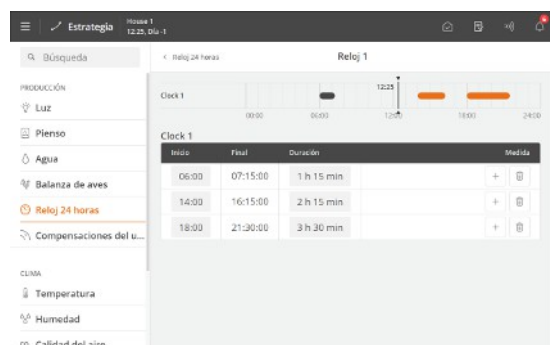 Estrategia
House 1
12:25, Día -1
Búsqueda
Reloj 24 horas
Reloj 1
PRODUCCIÓN
Luz
Pienso
Agua
Balanza de aves
Reloj 24 horas
Compensaciones del u...
CLIMA
Temperatura
Humedad
Calidad del aire
Clock 1
12:25
00:00 06:00 12:00 18:00 24:00
Clock 1
Inicio Final Duración Medida
06:00 07:15:00 1 h 15 min
14:00 16:15:00 2 h 15 min
18:00 21:30:00 3 h 30 min